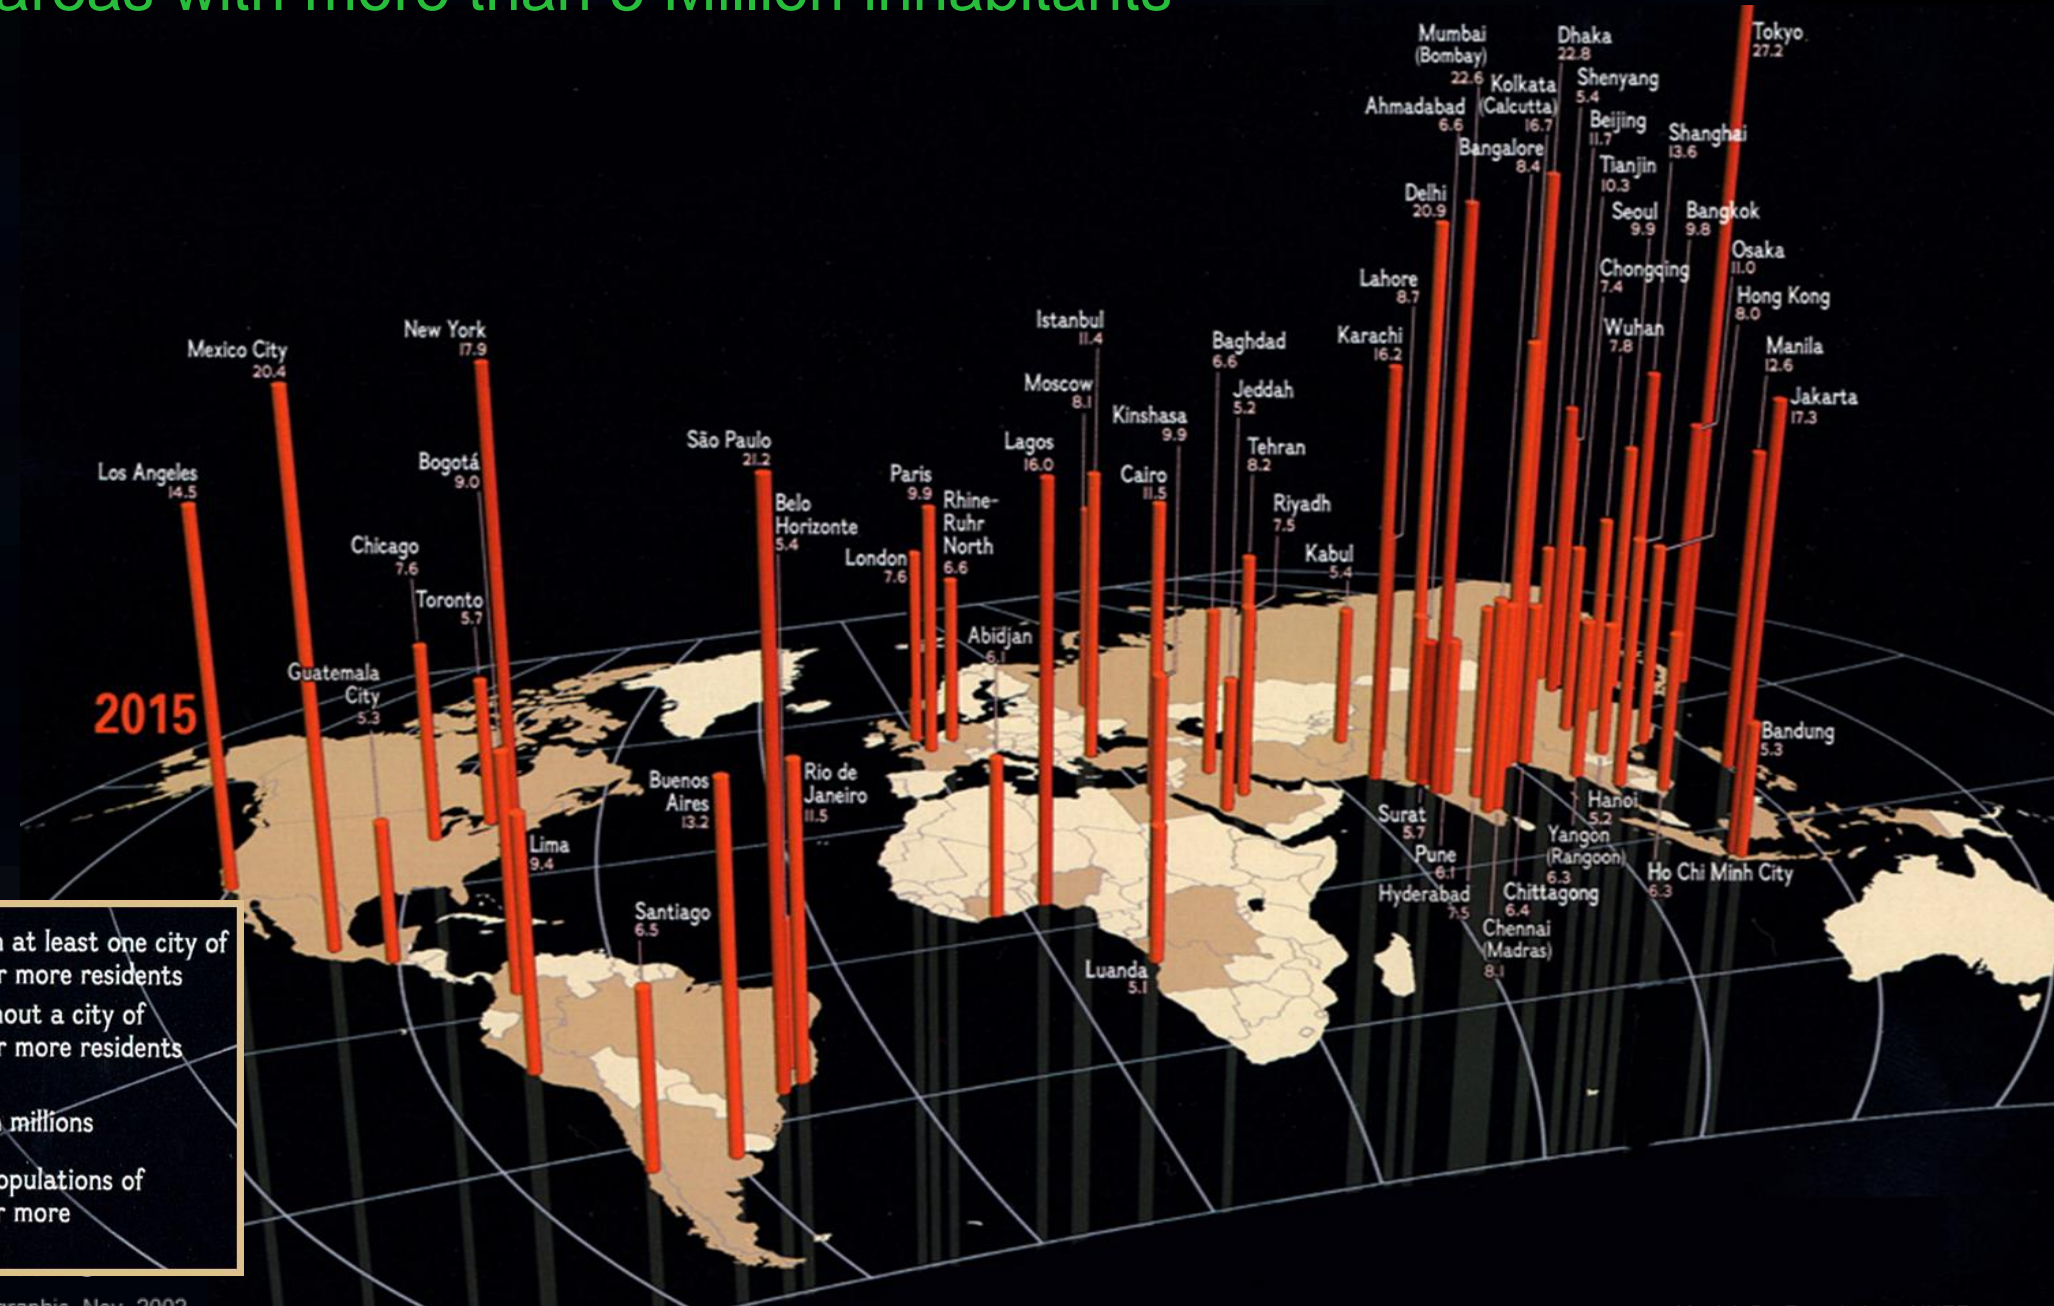 areas with more than 5 Million inhabitants
2015
Los Angeles
14.5
Mexico City
20.4
Guatemala
City
5.3
Chicago
7.6
Toronto
5.7
Bogotá
9.0
New York
17.9
Lima
9.4
Santiago
6.5
Buenos
Aires
13.2
São Paulo
21.2
Belo
Horizonte
5.4
Rio de
Janeiro
11.5
London
7.6
Paris
9.9
Rhine-
Ruhr
North
6.6
Abidjan
6.1
Lagos
16.0
Moscow
8.1
Istanbul
11.4
Cairo
11.5
Kinshasa
9.9
Luanda
5.1
Baghdad
6.6
Jeddah
5.2
Tehran
8.2
Riyadh
7.5
Kabul
5.4
Karachi
16.2
Lahore
8.7
Delhi
20.9
Ahmadabad
6.6
Mumbai
(Bombay)
22.6
Bangalore
8.4
Kolkata
(Calcutta)
16.7
Dhaka
22.8
Shenyang
5.4
Beijing
11.7
Tianjin
10.3
Seoul
9.9
Chongqing
7.4
Wuhan
7.8
Shanghai
13.6
Bangkok
9.8
Tokyo
27.2
Osaka
11.0
Hong Kong
8.0
Manila
12.6
Jakarta
17.3
Bandung
5.3
Surat
5.7
Pune
6.1
Hyderabad
7.5
Chennai
(Madras)
8.1
Chittagong
6.4
Yangon
(Rangoon)
6.3
Hanoi
5.2
Ho Chi Minh City
6.3
at least one city of
more residents
out a city of
more residents
millions
opulations of
more
graphic, Nov. 2002